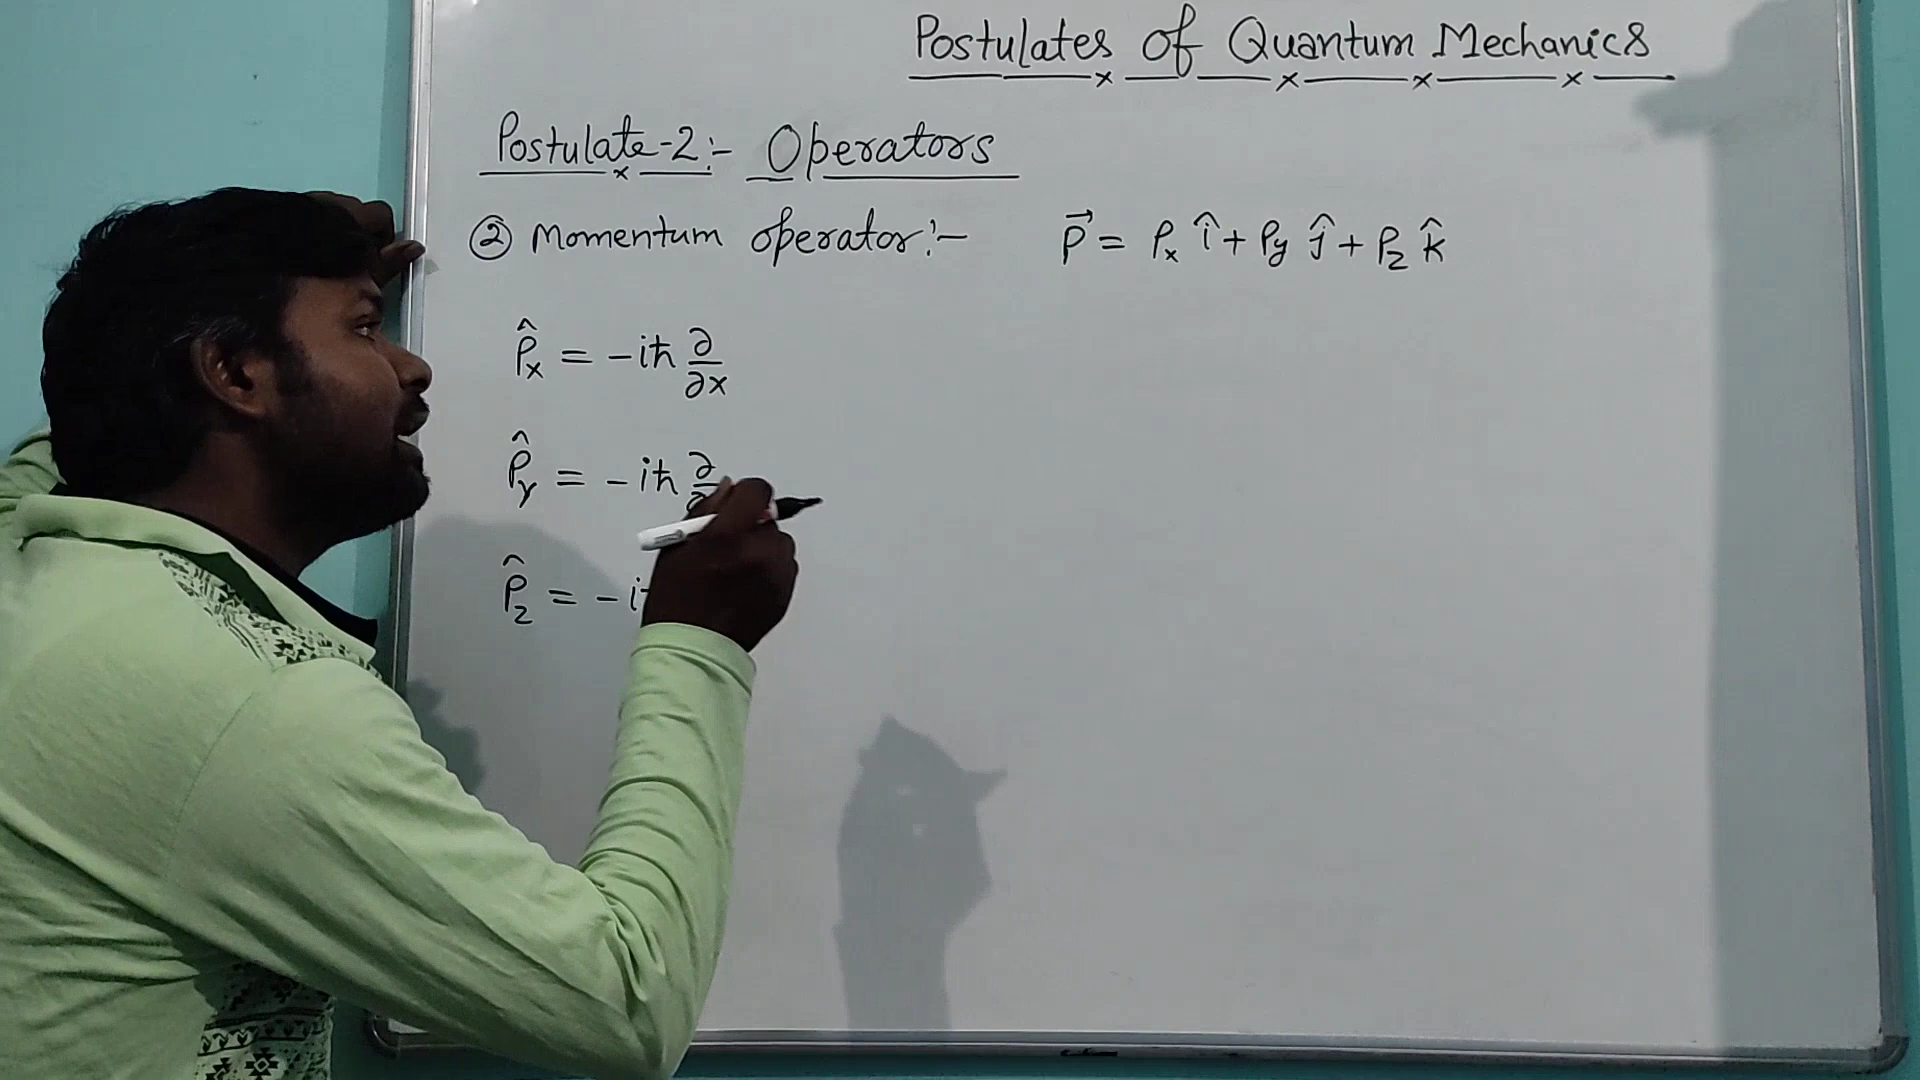 Postulates of Quantum Mechanics
Postulate-2:- Operators
② Momentum operator:- P⃗ = Px î + Py ĵ + Pz k̂
P̂x = -iħ ∂/∂x
P̂y = -iħ ∂/∂
P̂z = -i